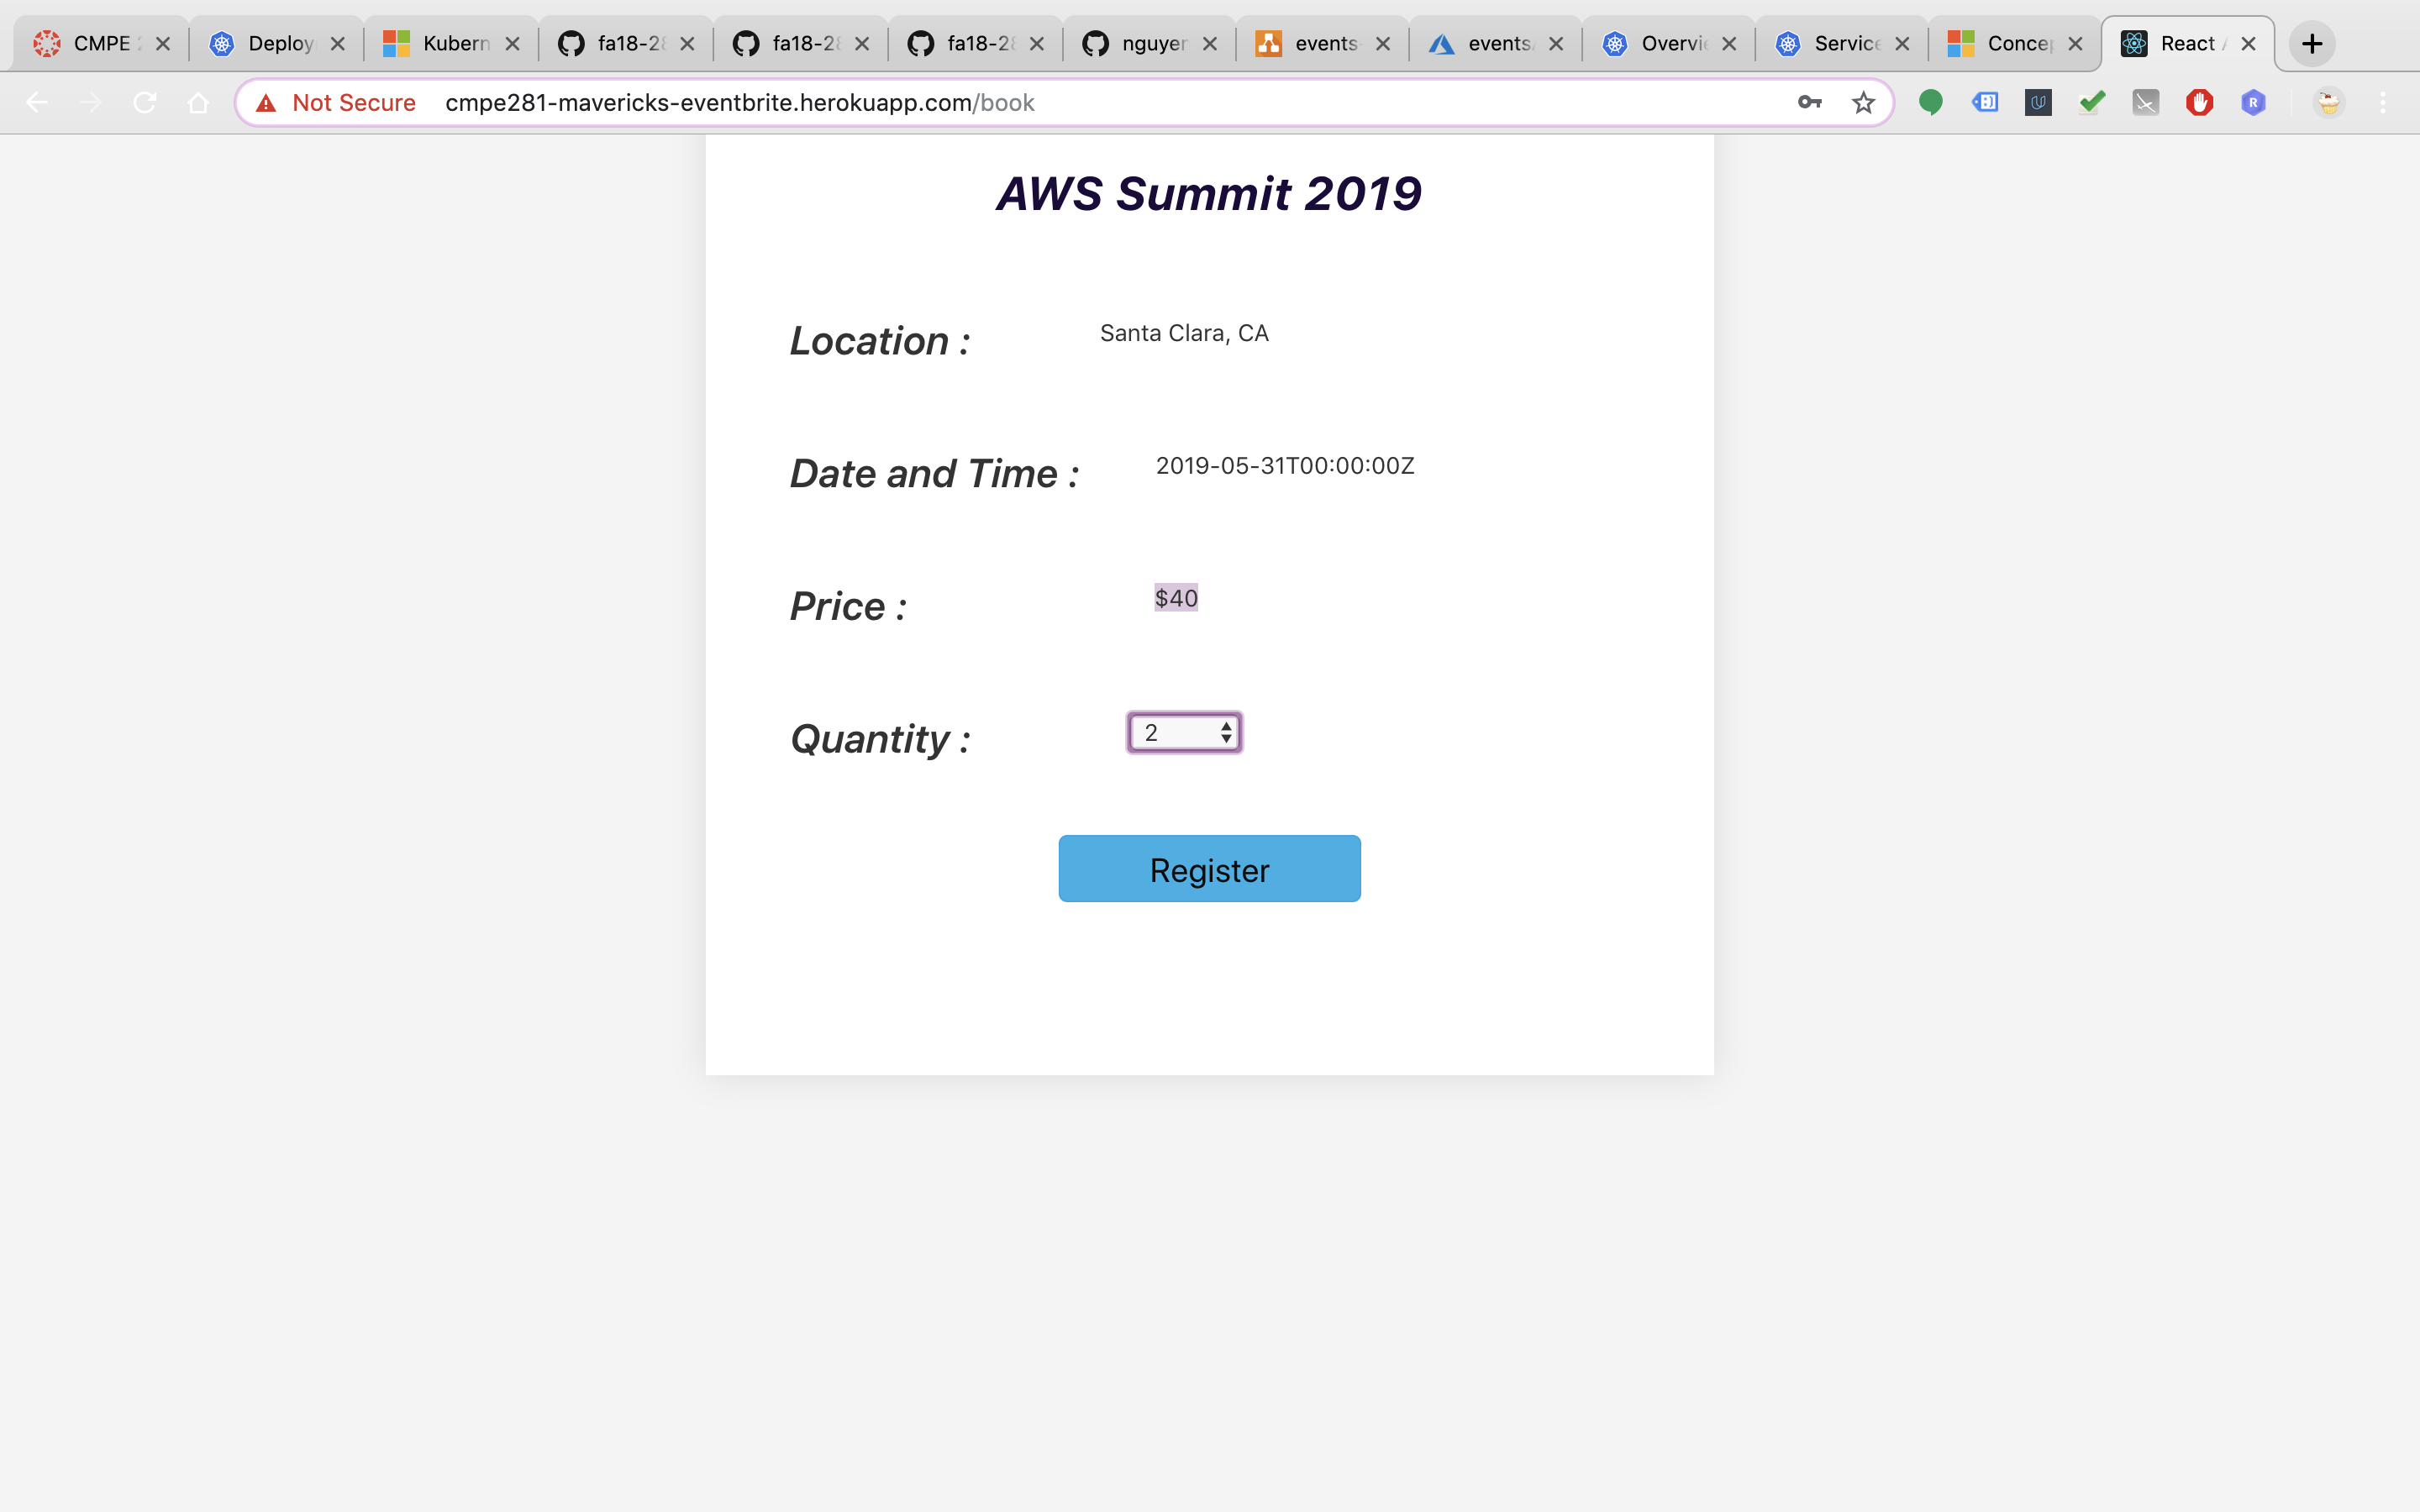 CMPE
Deploy
Kubern
fa18-28
fa18-28
fa18-28
nguyen
events
events
Overvi
Service
Concep
React
Not Secure cmpe281-mavericks-eventbrite.herokuapp.com/book
AWS Summit 2019
Location : Santa Clara, CA
Date and Time : 2019-05-31T00:00:00Z
Price : $40
Quantity : 2
Register